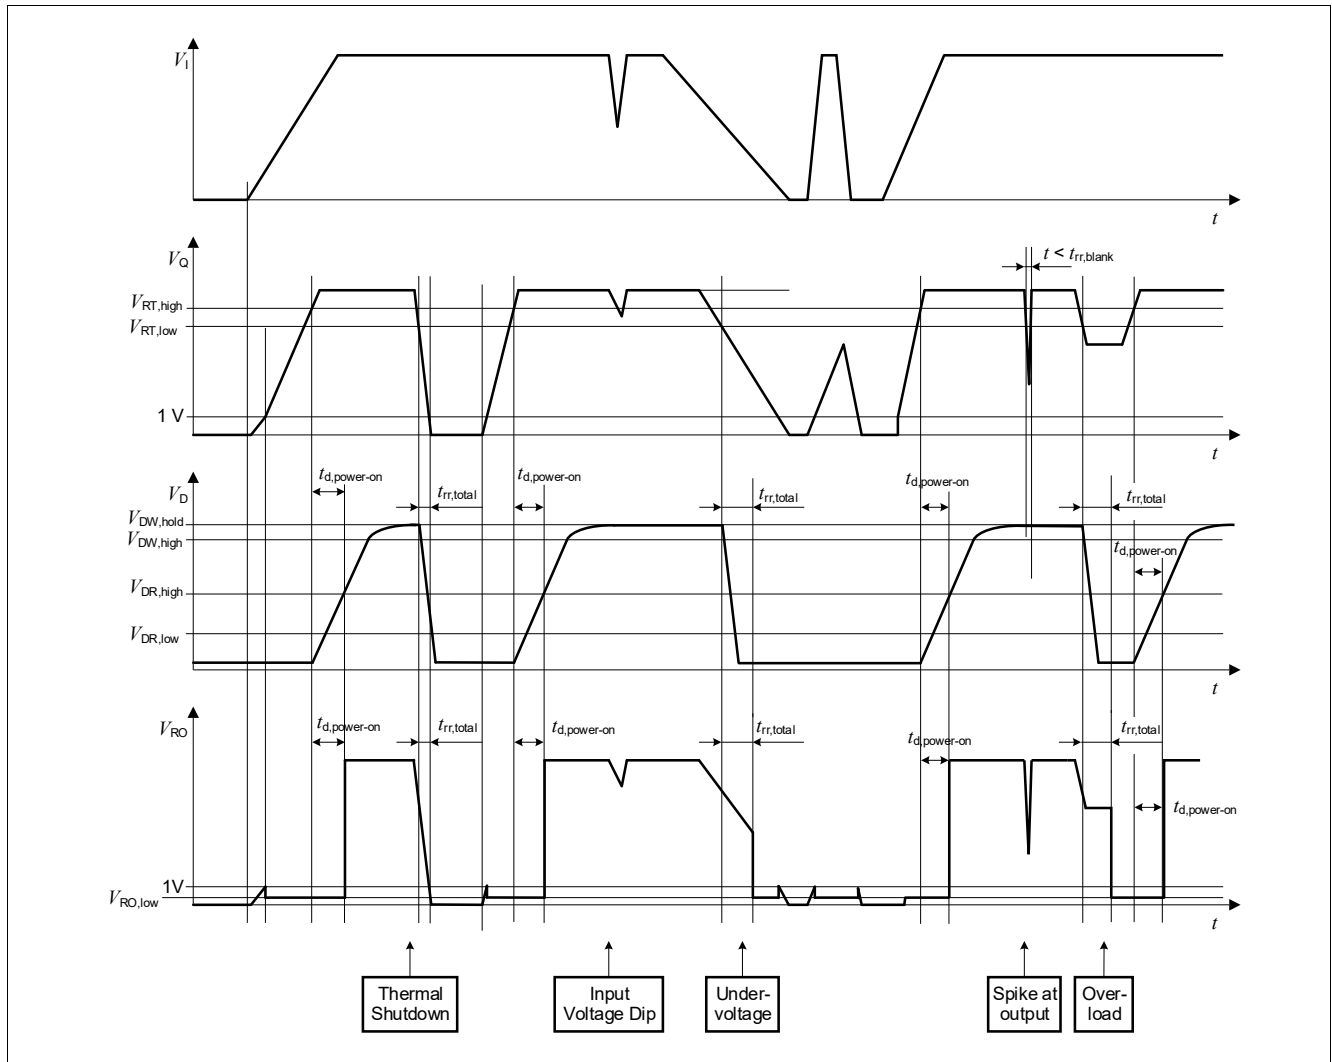 V_I
t
V_Q
t < t_rr,blank
V_RT,high
V_RT,low
1 V
t
V_D
t_d,power-on
t_rr,total
t_d,power-on
t_rr,total
t_d,power-on
t_rr,total
V_DW,hold
V_DW,high
t_d,power-on
V_DR,high
V_DR,low
t
V_RO
t_d,power-on
t_rr,total
t_d,power-on
t_rr,total
t_d,power-on
t_rr,total
t_d,power-on
1V
V_RO,low
t
Thermal
Shutdown
Input
Voltage Dip
Under-
voltage
Spike at
output
Over-
load